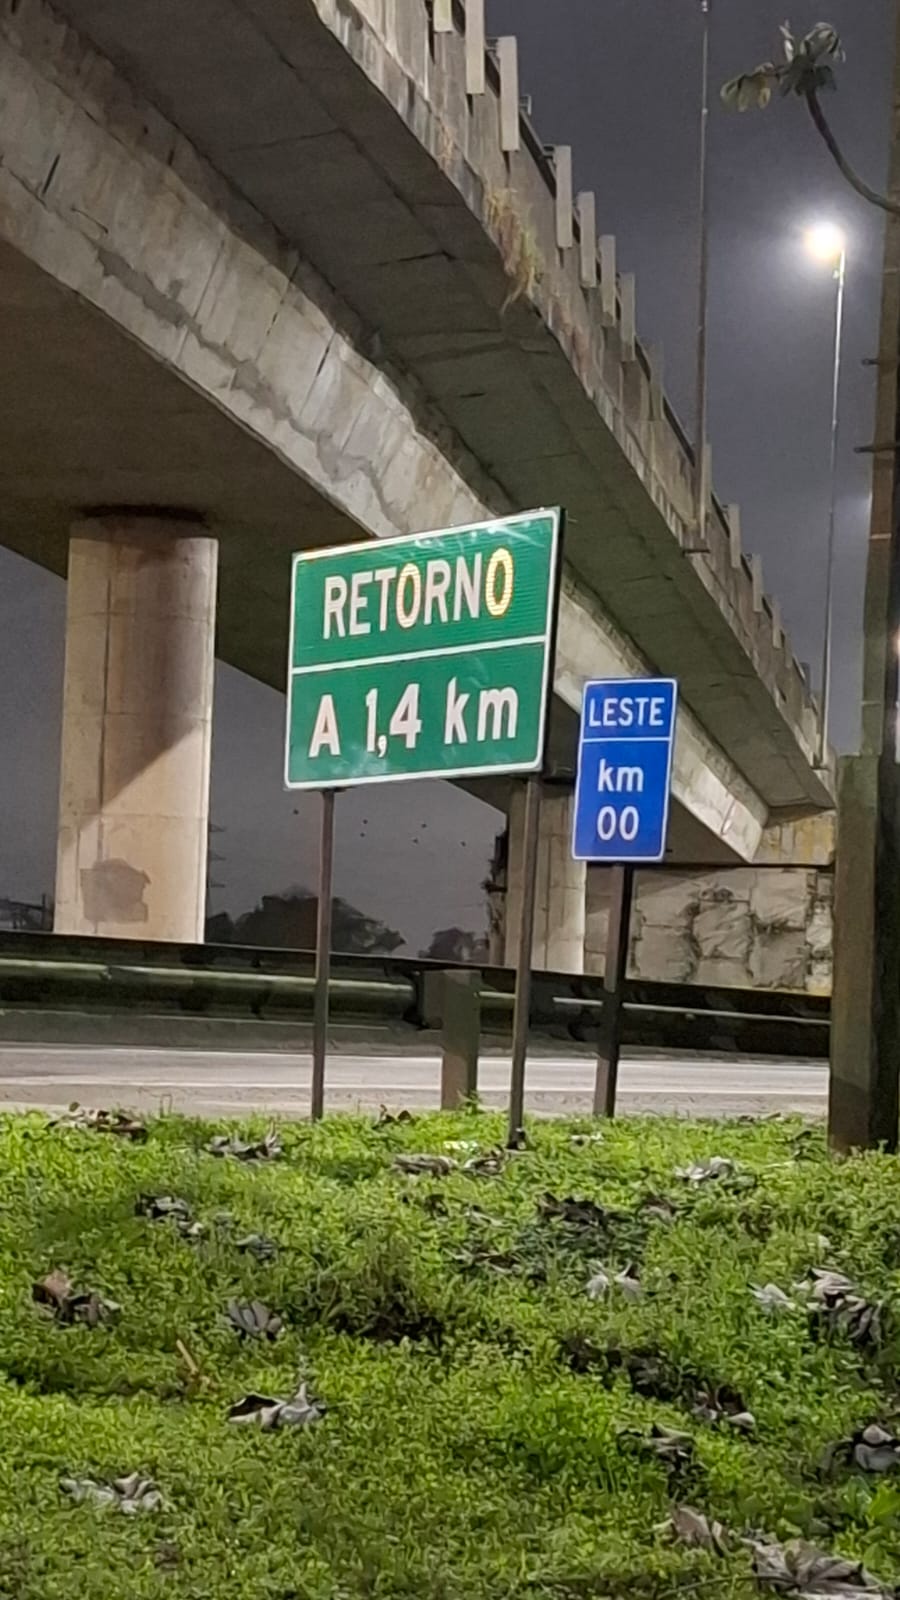 RETORNO
A 1,4 km
LESTE
km
00